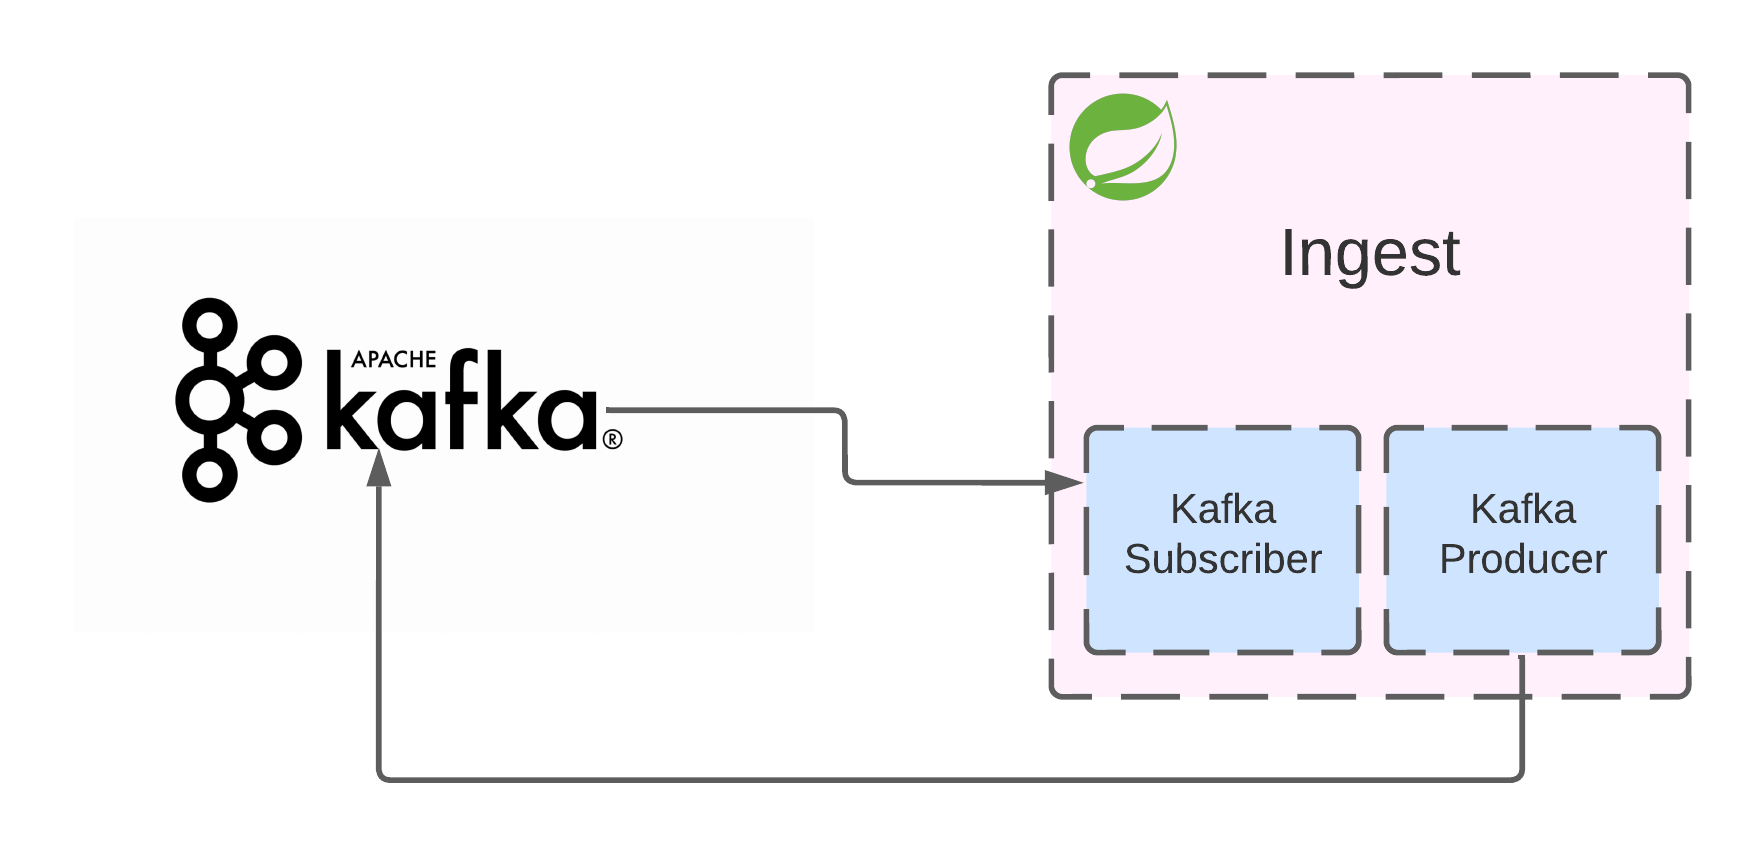 APACHE
kafka®
Ingest
Kafka
Subscriber
Kafka
Producer